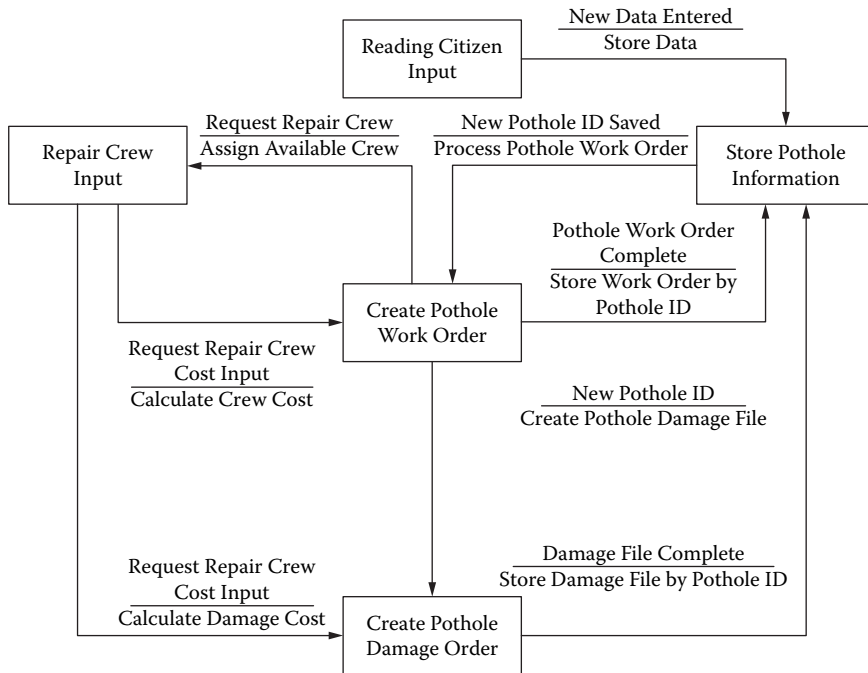 New Data Entered
Store Data
Reading Citizen
Input
Request Repair Crew
Assign Available Crew
New Pothole ID Saved
Process Pothole Work Order
Repair Crew
Input
Store Pothole
Information
Pothole Work Order
Complete
Store Work Order by
Pothole ID
Create Pothole
Work Order
Request Repair Crew
Cost Input
Calculate Crew Cost
New Pothole ID
Create Pothole Damage File
Request Repair Crew
Cost Input
Calculate Damage Cost
Damage File Complete
Store Damage File by Pothole ID
Create Pothole
Damage Order